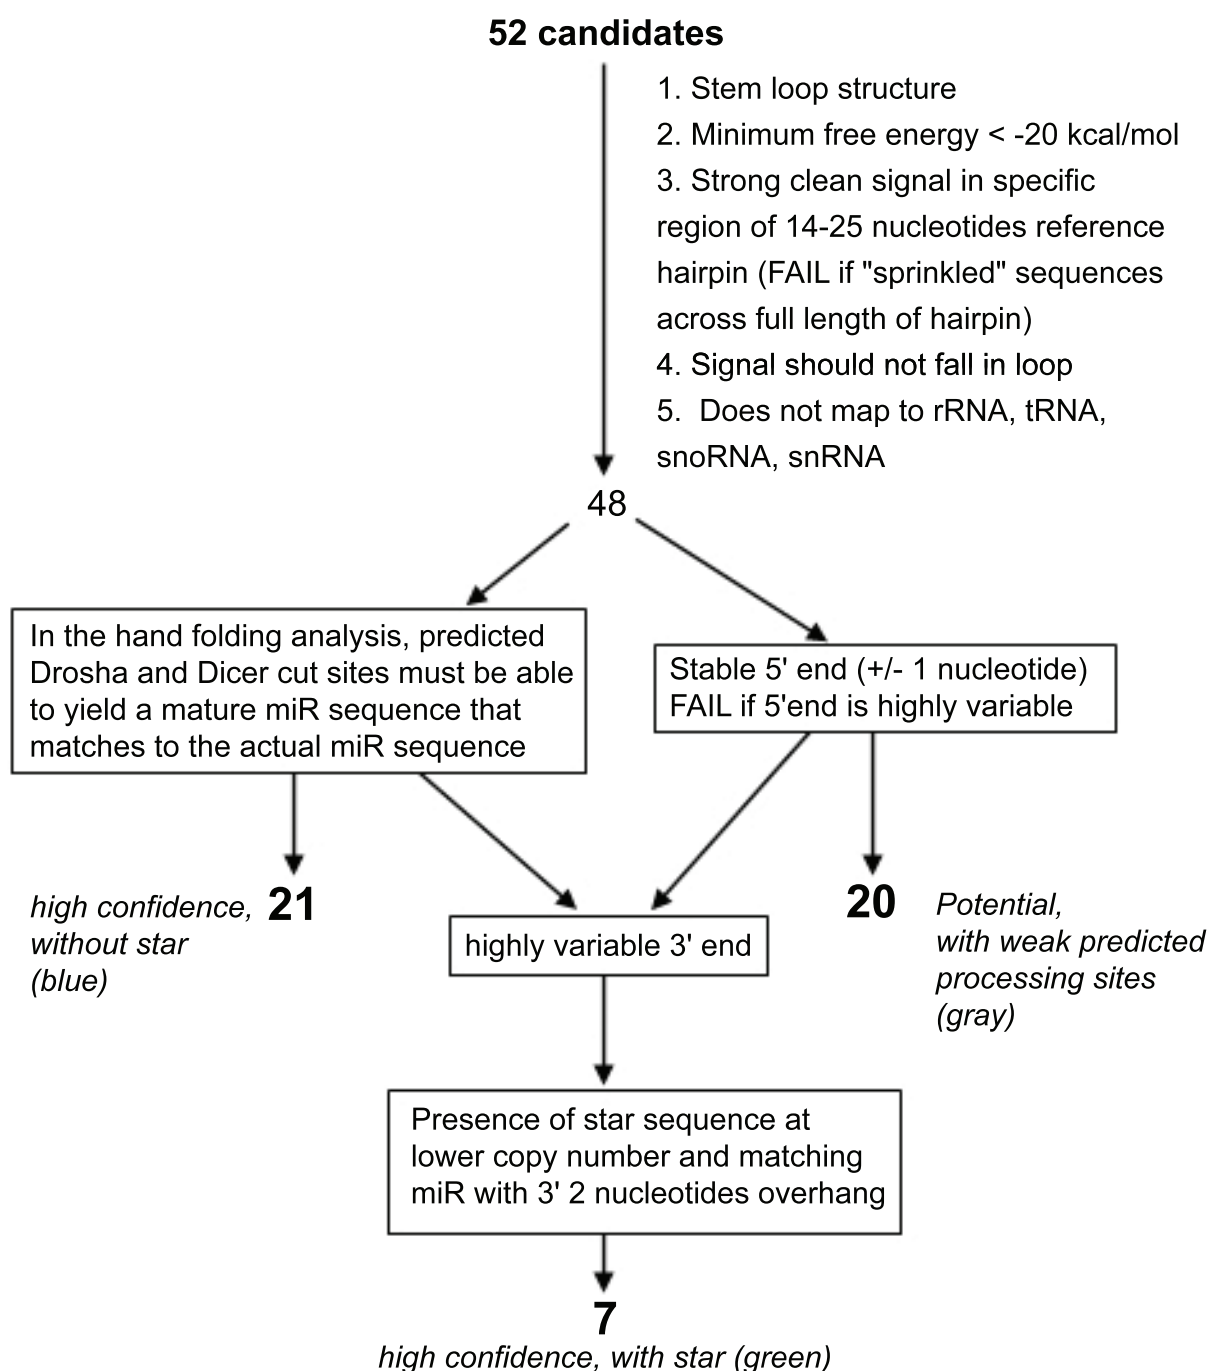 52 candidates
1. Stem loop structure
2. Minimum free energy < -20 kcal/mol
3. Strong clean signal in specific
region of 14-25 nucleotides reference
hairpin (FAIL if "sprinkled" sequences
across full length of hairpin)
4. Signal should not fall in loop
5.  Does not map to rRNA, tRNA,
snoRNA, snRNA
48
In the hand folding analysis, predicted
Drosha and Dicer cut sites must be able
to yield a mature miR sequence that
matches to the actual miR sequence
Stable 5' end (+/- 1 nucleotide)
FAIL if 5'end is highly variable
high confidence,
without star
(blue)
21
highly variable 3' end
20
Potential,
with weak predicted
processing sites
(gray)
Presence of star sequence at
lower copy number and matching
miR with 3' 2 nucleotides overhang
7
high confidence, with star (green)